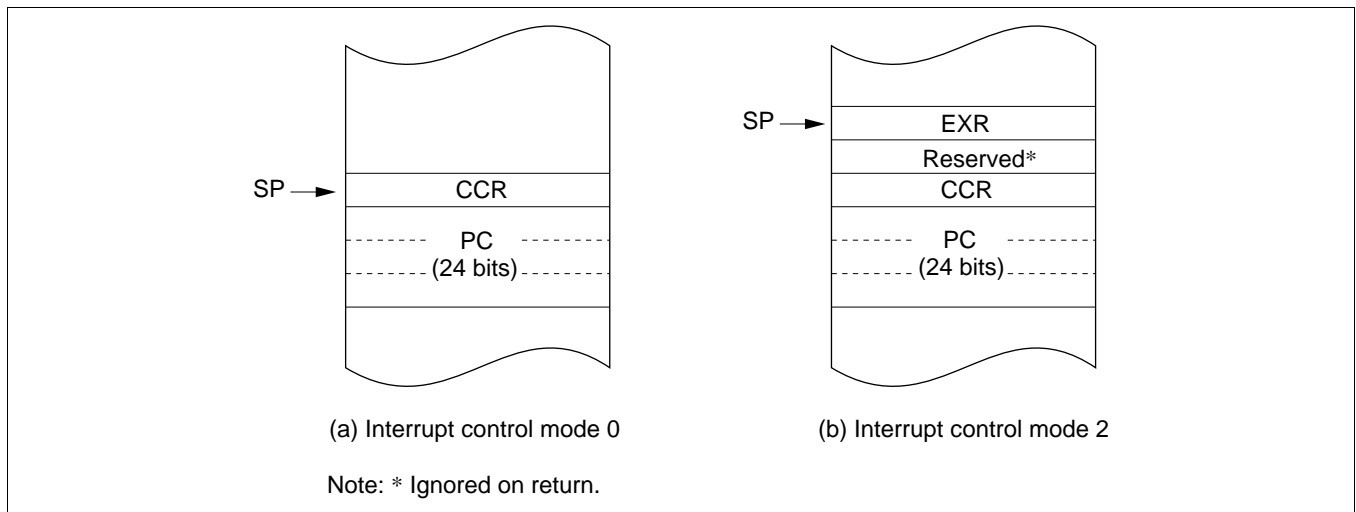 SP
CCR
PC
(24 bits)
(a) Interrupt control mode 0
SP
EXR
Reserved*
CCR
PC
(24 bits)
(b) Interrupt control mode 2
Note: * Ignored on return.